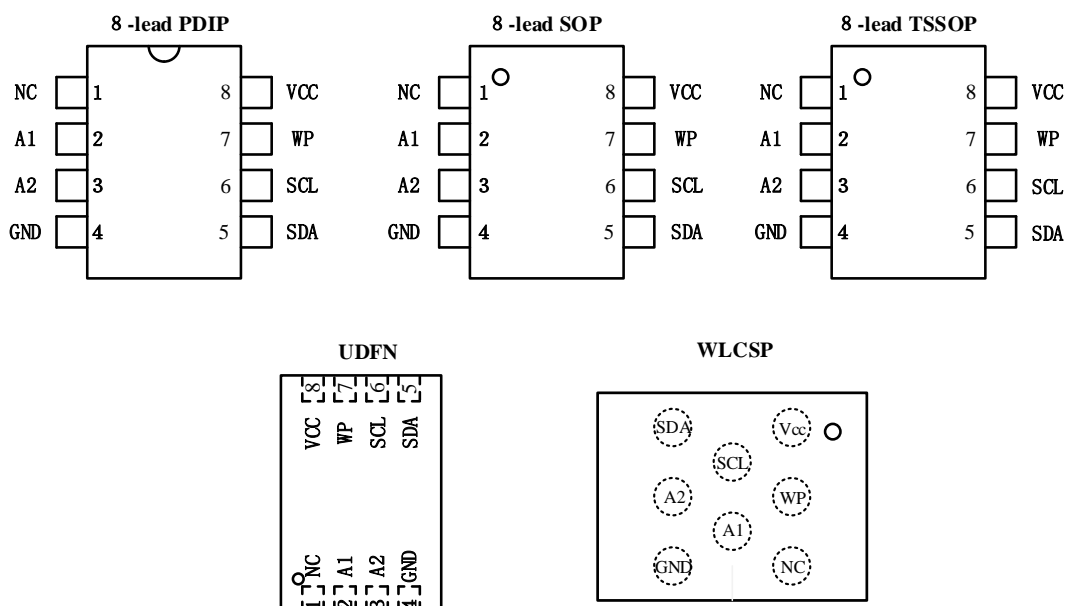 8 -lead PDIP
NC 1 8 VCC
A1 2 7 WP
A2 3 6 SCL
GND 4 5 SDA
8 -lead SOP
NC 1 8 VCC
A1 2 7 WP
A2 3 6 SCL
GND 4 5 SDA
8 -lead TSSOP
NC 1 8 VCC
A1 2 7 WP
A2 3 6 SCL
GND 4 5 SDA
UDFN
8 7 6 5
VCC WP SCL SDA
NC A1 A2 GND
1 2 3 4
WLCSP
SDA Vcc
SCL
A2 WP
A1
GND NC